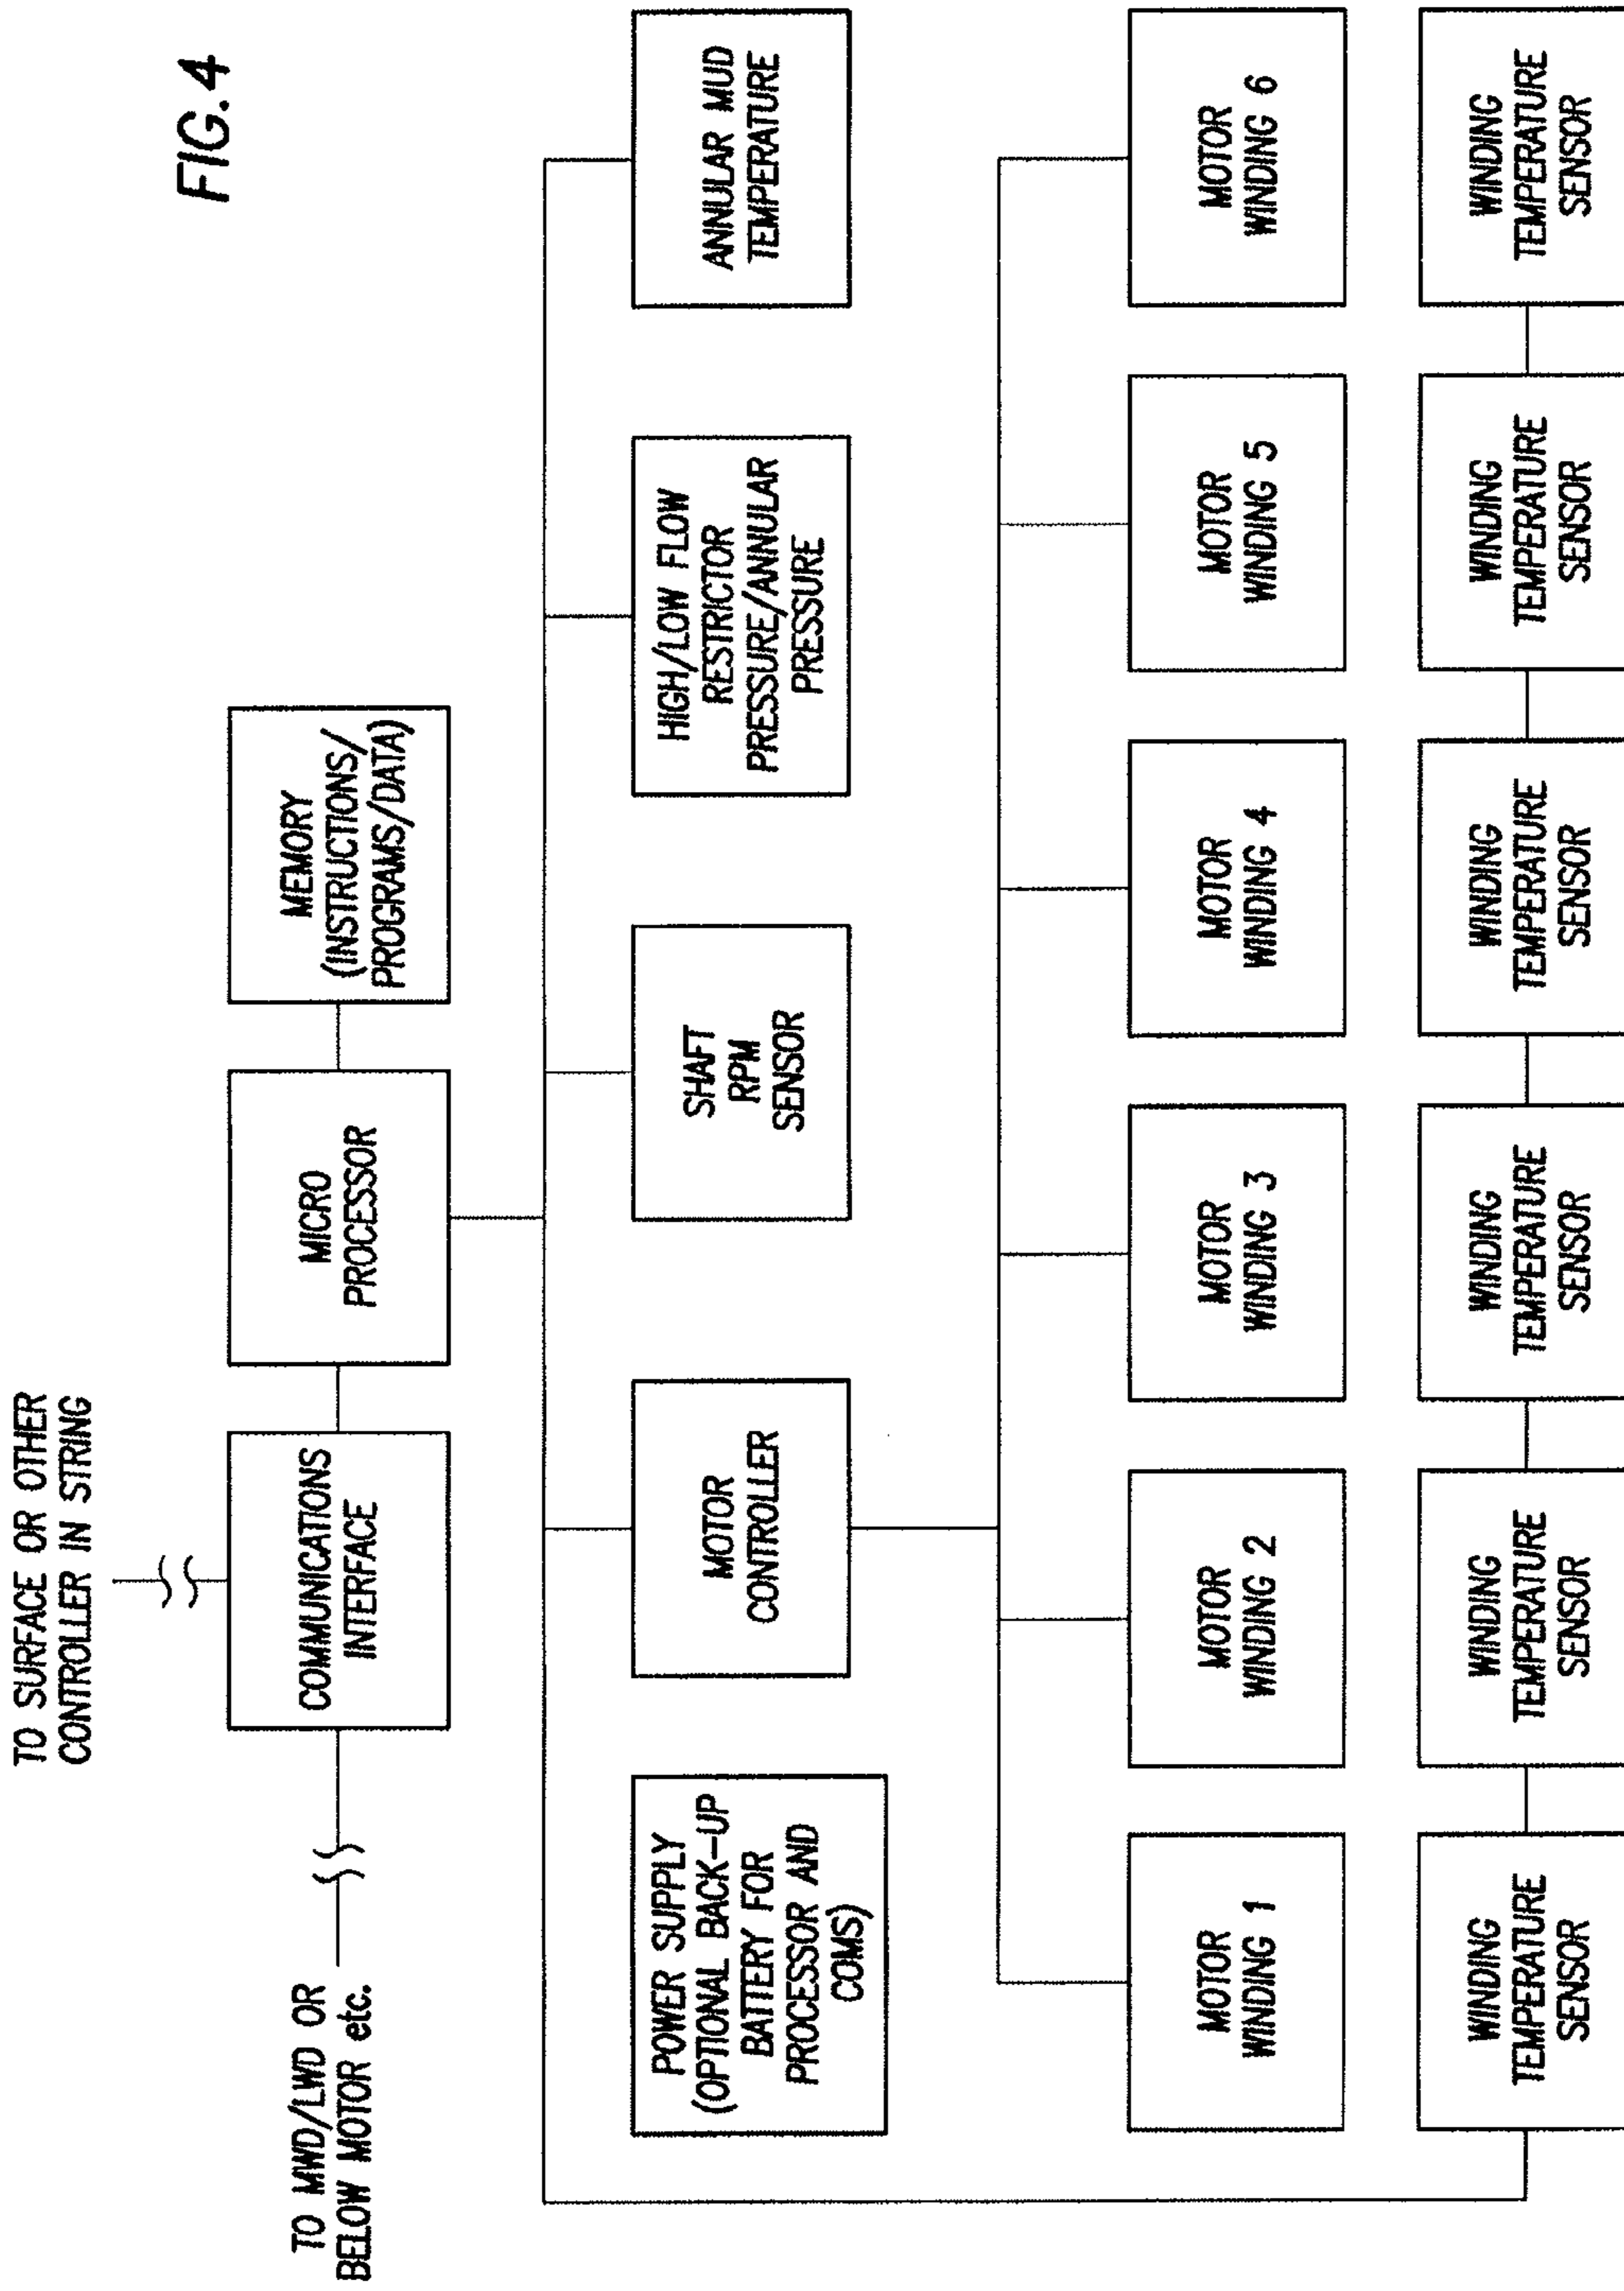 FIG.4
TO SURFACE OR OTHER
CONTROLLER IN STRING
TO MWD/LWD OR
BELOW MOTOR etc.
COMMUNICATIONS
INTERFACE
MICRO
PROCESSOR
MEMORY
(INSTRUCTIONS/
PROGRAMS/DATA)
POWER SUPPLY
(OPTIONAL BACK-UP
BATTERY FOR
PROCESSOR AND
COMS)
MOTOR
CONTROLLER
SHAFT
RPM
SENSOR
HIGH/LOW FLOW
RESTRICTOR
PRESSURE/ANNULAR
PRESSURE
ANNULAR MUD
TEMPERATURE
MOTOR
WINDING 1
MOTOR
WINDING 2
MOTOR
WINDING 3
MOTOR
WINDING 4
MOTOR
WINDING 5
MOTOR
WINDING 6
WINDING
TEMPERATURE
SENSOR
WINDING
TEMPERATURE
SENSOR
WINDING
TEMPERATURE
SENSOR
WINDING
TEMPERATURE
SENSOR
WINDING
TEMPERATURE
SENSOR
WINDING
TEMPERATURE
SENSOR